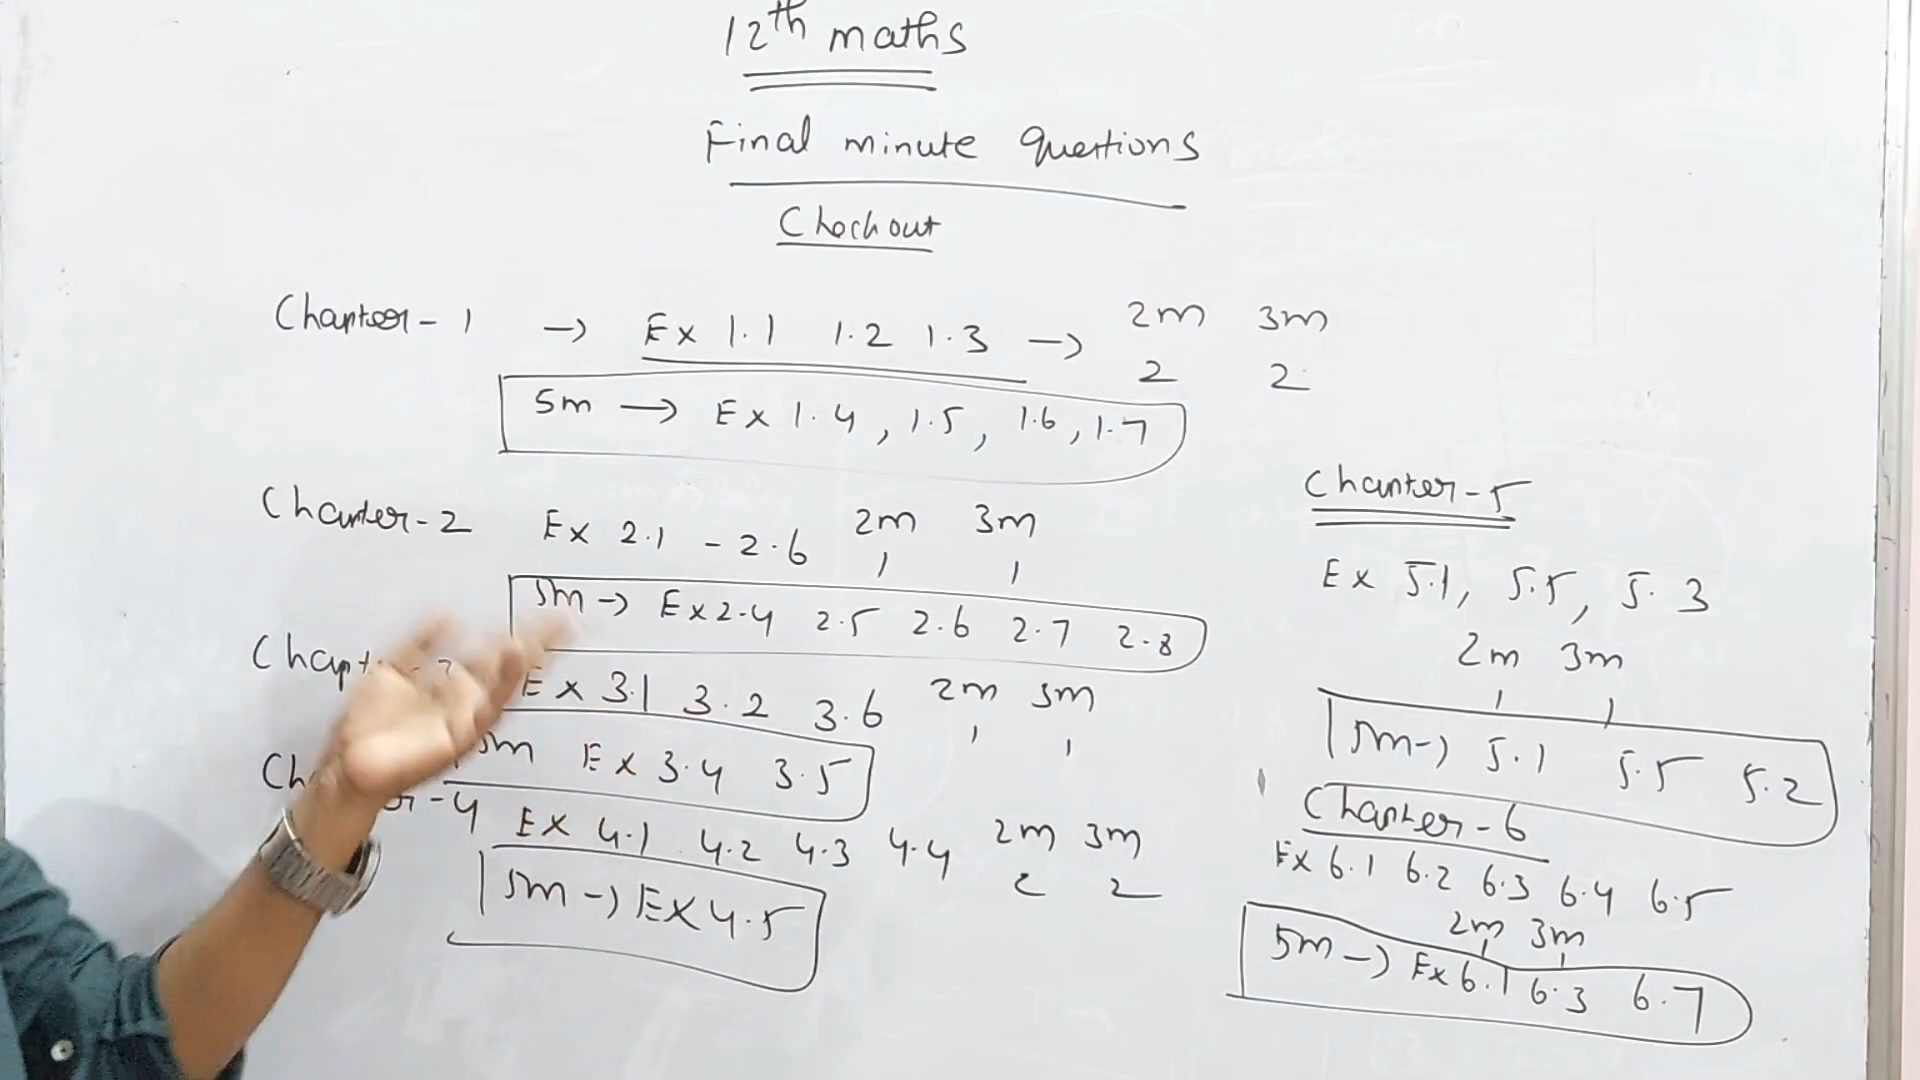 12th maths
Final minute Questions
Checkout
Chapter - 1 → Ex 1.1 1.2 1.3 → 2m 3m
2 2
5m → Ex 1.4, 1.5, 1.6, 1.7
Chapter - 2 Ex 2.1 - 2.6 2m 3m
1 1
5m → Ex 2.4 2.5 2.6 2.7 2.8
Ex 3.1 3.2 3.6 2m 3m
1 1
5m Ex 3.4 3.5
- 4 Ex 4.1 4.2 4.3 4.4 2m 3m
2 2
5m → Ex 4.5
Chapter - 5
Ex 5.1, 5.5, 5.3
2m 3m
1 1
5m → 5.1 5.5 5.2
Chapter - 6
Ex 6.1 6.2 6.3 6.4 6.5
2m 3m
1 1
5m → Ex 6.1 6.3 6.7